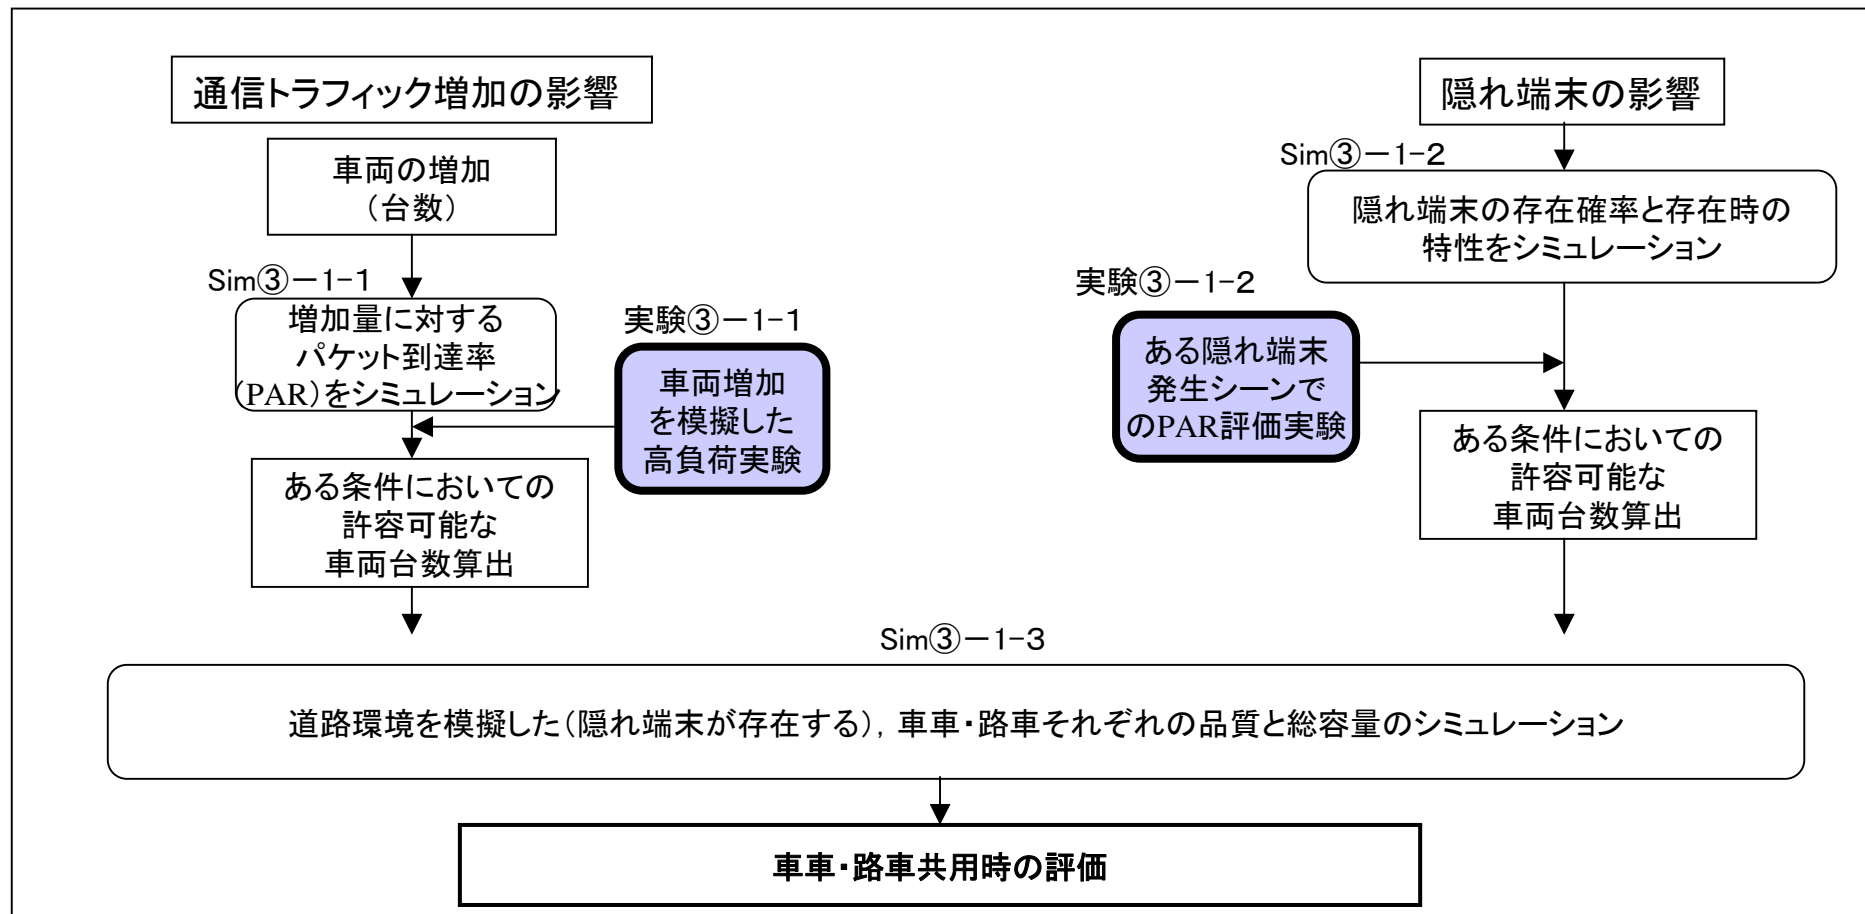 通信トラフィック増加の影響
車両の増加
（台数）
Sim③－1-1
増加量に対する
パケット到達率
（PAR）をシミュレーション
実験③－1-1
車両増加
を模擬した
高負荷実験
ある条件においての
許容可能な
車両台数算出
隠れ端末の影響
Sim③－1-2
隠れ端末の存在確率と存在時の
特性をシミュレーション
実験③－1-2
ある隠れ端末
発生シーンで
のPAR評価実験
ある条件においての
許容可能な
車両台数算出
Sim③－1-3
道路環境を模擬した（隠れ端末が存在する），車車・路車それぞれの品質と総容量のシミュレーション
車車・路車共用時の評価